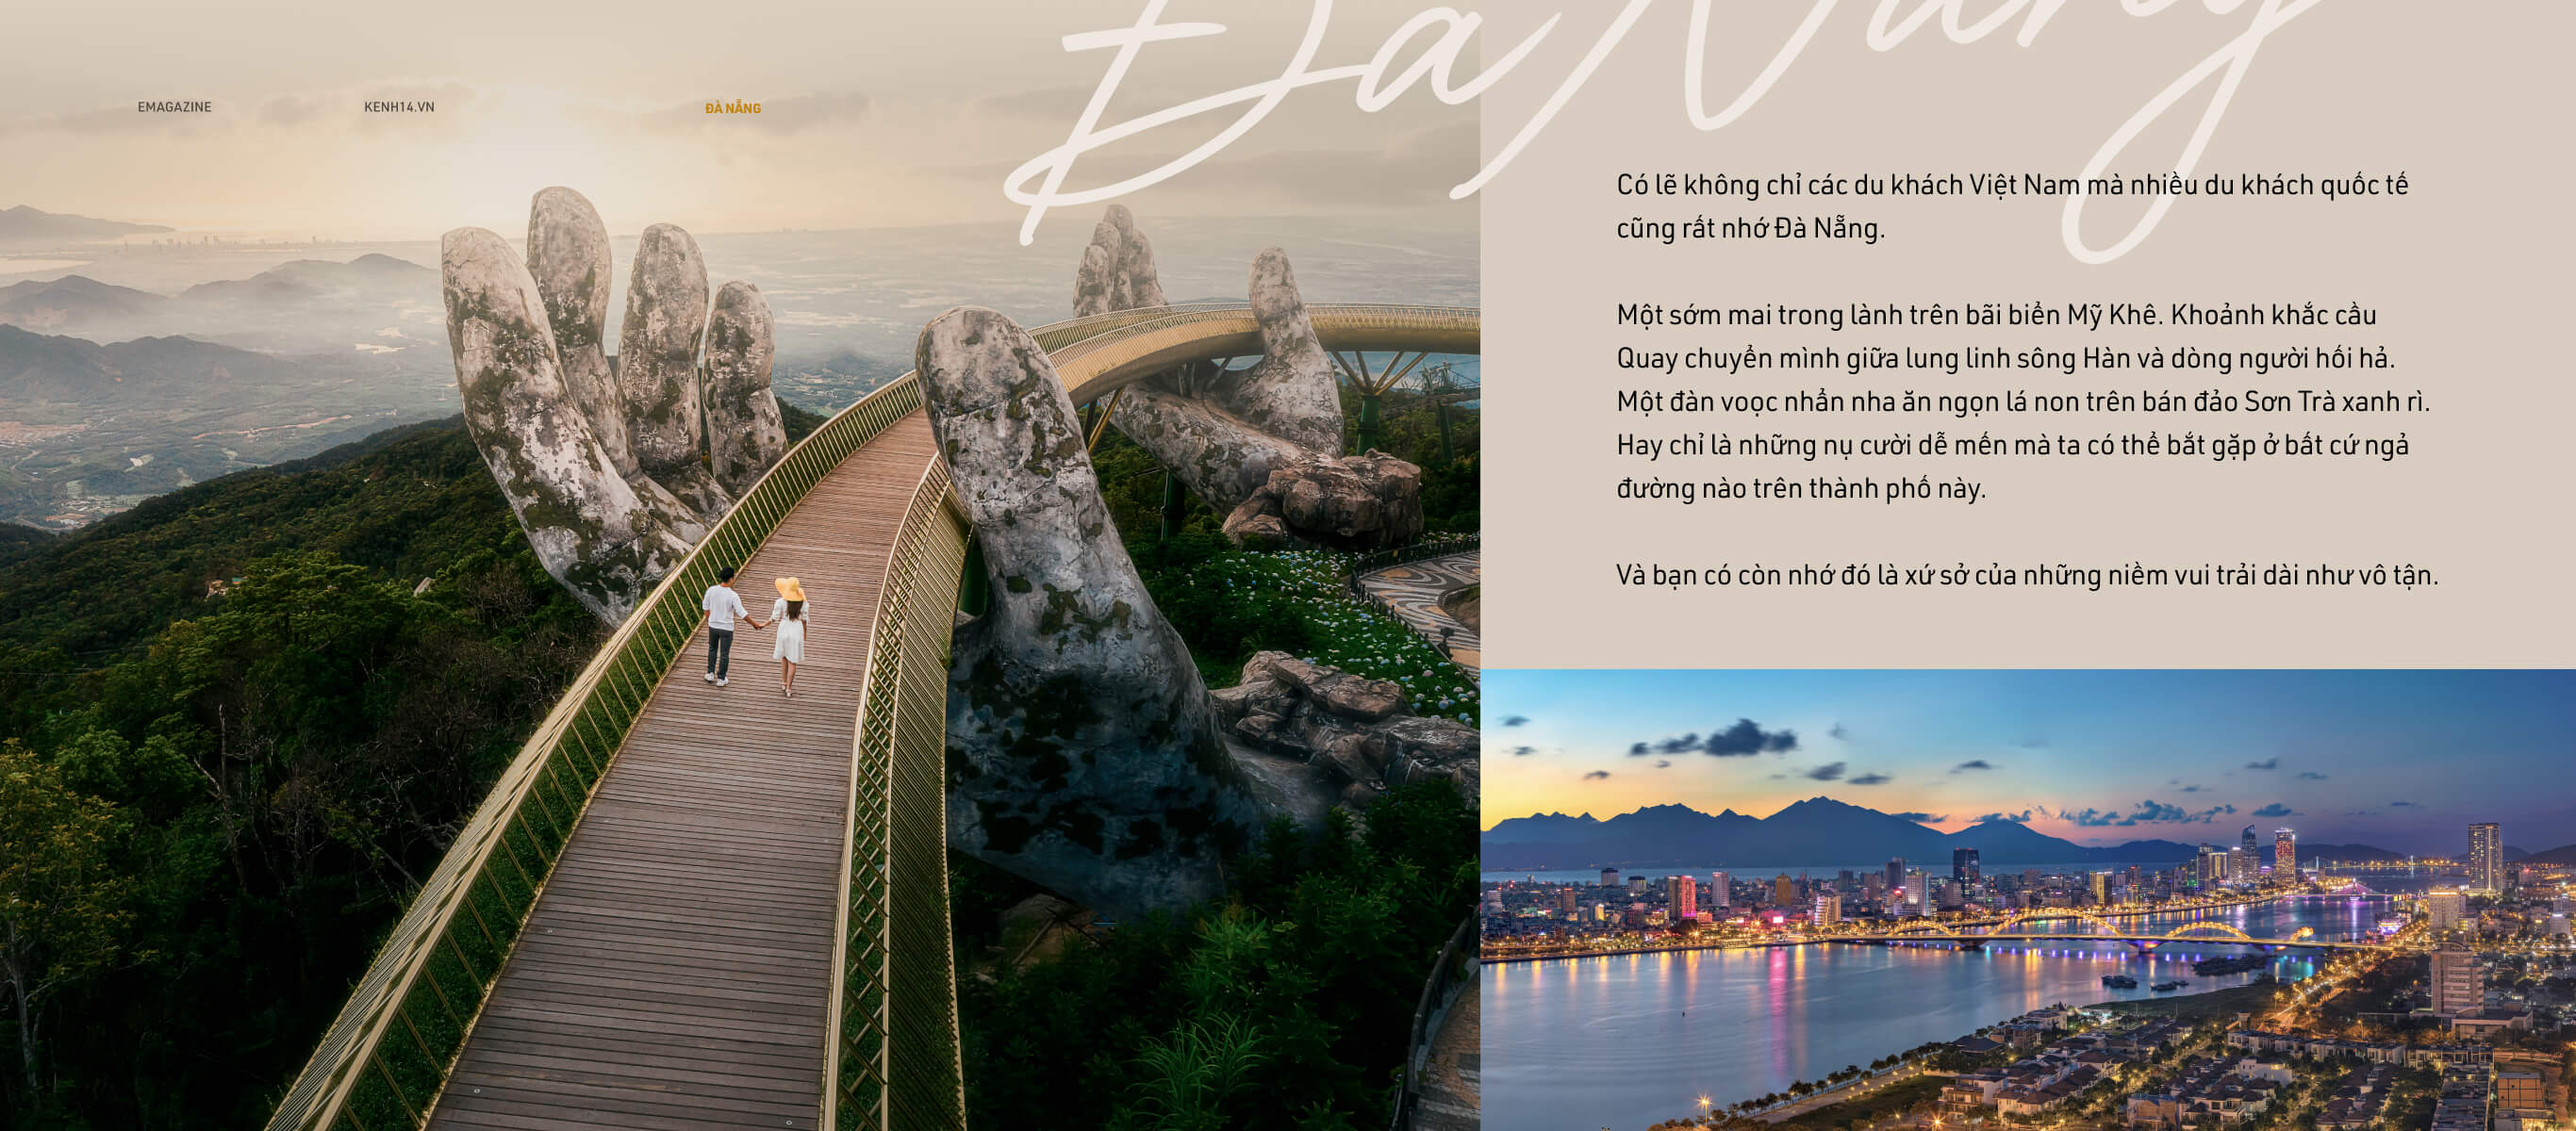 Đà Nẵng
EMAGAZINE
KENH14.VN
ĐÀ NẴNG
Có lẽ không chỉ các du khách Việt Nam mà nhiều du khách quốc tế
cũng rất nhớ Đà Nẵng.
Một sớm mai trong lành trên bãi biển Mỹ Khê. Khoảnh khắc cầu
Quay chuyển mình giữa lung linh sông Hàn và dòng người hối hả.
Một đàn voọc nhẩn nha ăn ngọn lá non trên bán đảo Sơn Trà xanh rì.
Hay chỉ là những nụ cười dễ mến mà ta có thể bắt gặp ở bất cứ ngả
đường nào trên thành phố này.
Và bạn có còn nhớ đó là xứ sở của những niềm vui trải dài như vô tận.